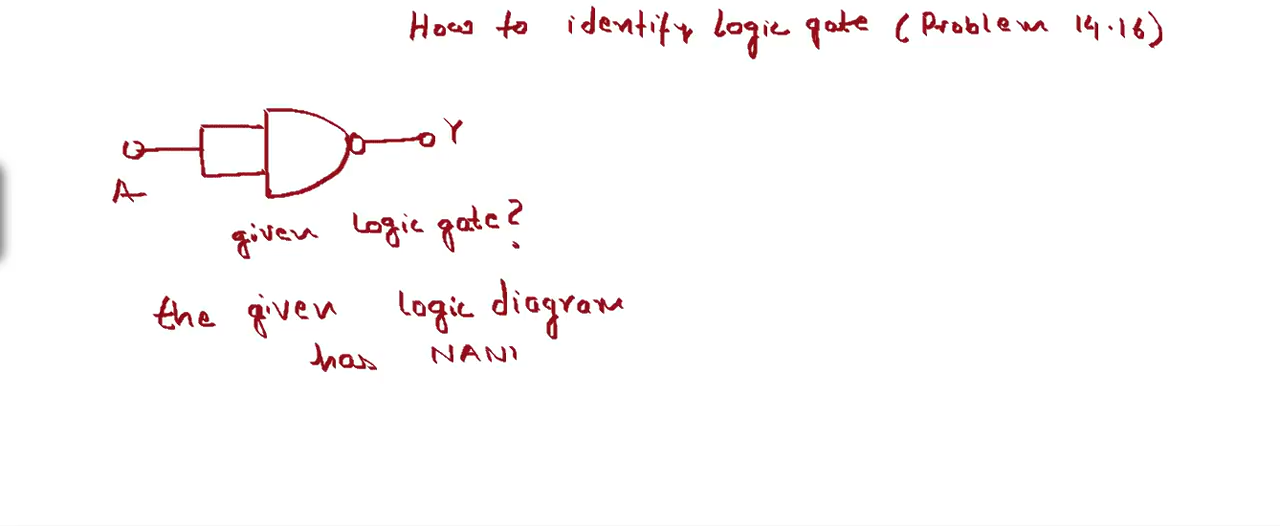 How to identify logic gate (Problem 14.16)
Y
A
given logic gate?
the given logic diagram
has NAN